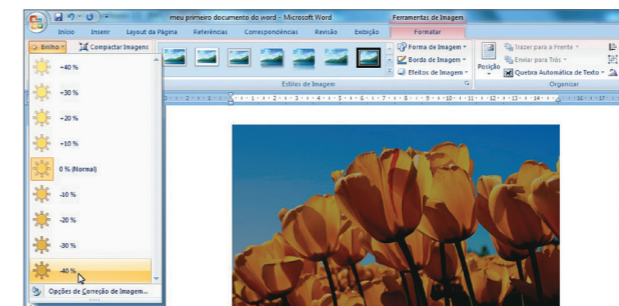 meu primeiro documento do word - Microsoft Word
Ferramentas de Imagem
Início Inserir Layout da Página Referências Correspondências Revisão Exibição Formatar
Brilho Compactar Imagens
Forma de Imagem
Borda de Imagem
Efeitos de Imagem
Posição
Trazer para a Frente
Enviar para Trás
Quebra Automática de Texto
Estilos de Imagem
Organizar
+40 %
+30 %
+20 %
+10 %
0 % (Normal)
-10 %
-20 %
-30 %
-40 %
Opções de Correção de Imagem...